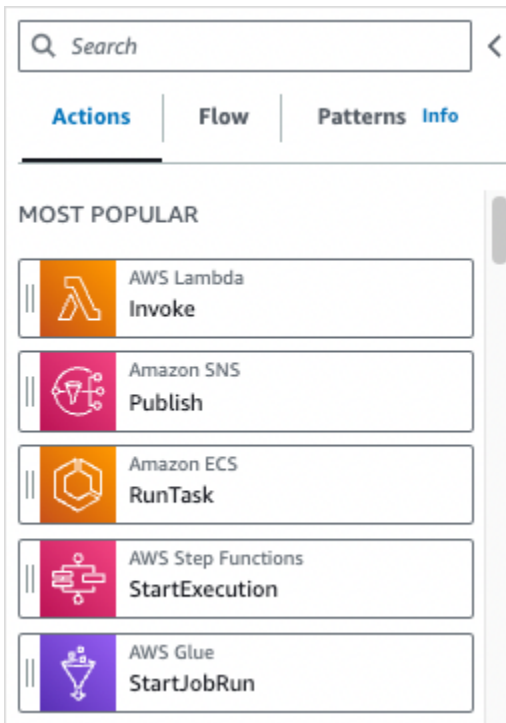 Search
Actions Flow Patterns Info
MOST POPULAR
AWS Lambda
Invoke
Amazon SNS
Publish
Amazon ECS
RunTask
AWS Step Functions
StartExecution
AWS Glue
StartJobRun